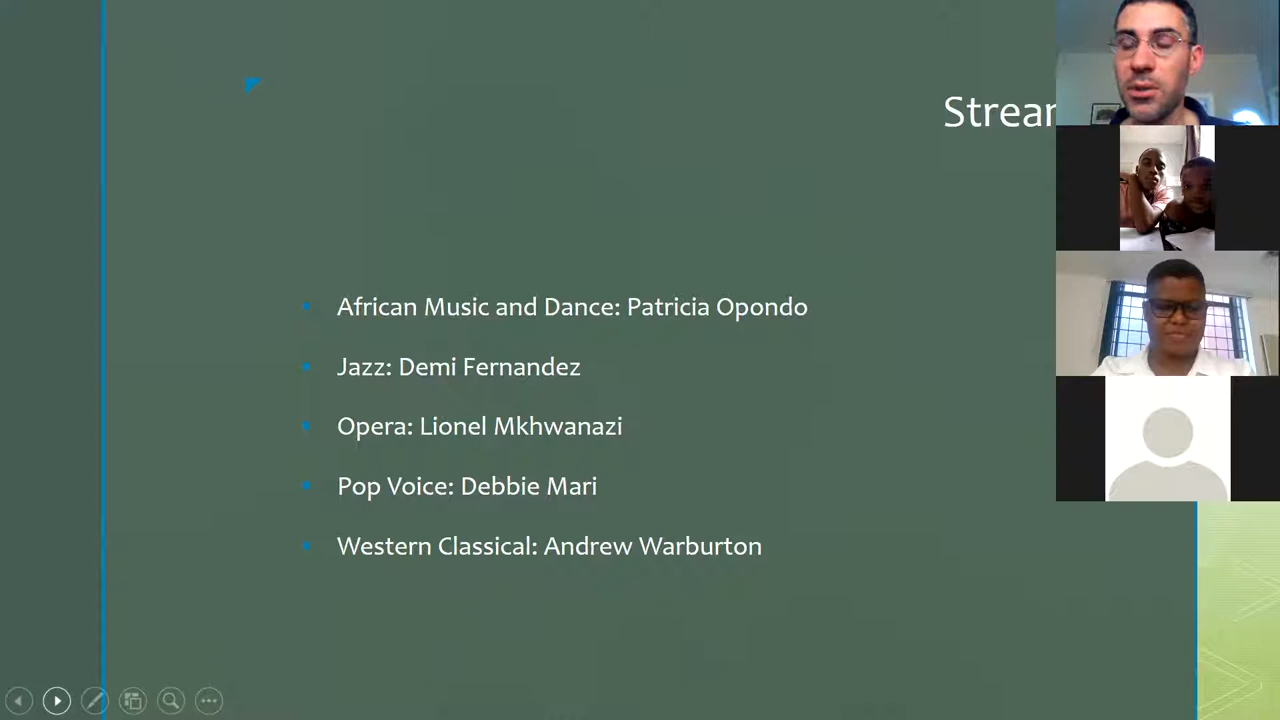 Strear
African Music and Dance: Patricia Opondo
Jazz: Demi Fernandez
Opera: Lionel Mkhwanazi
Pop Voice: Debbie Mari
Western Classical: Andrew Warburton